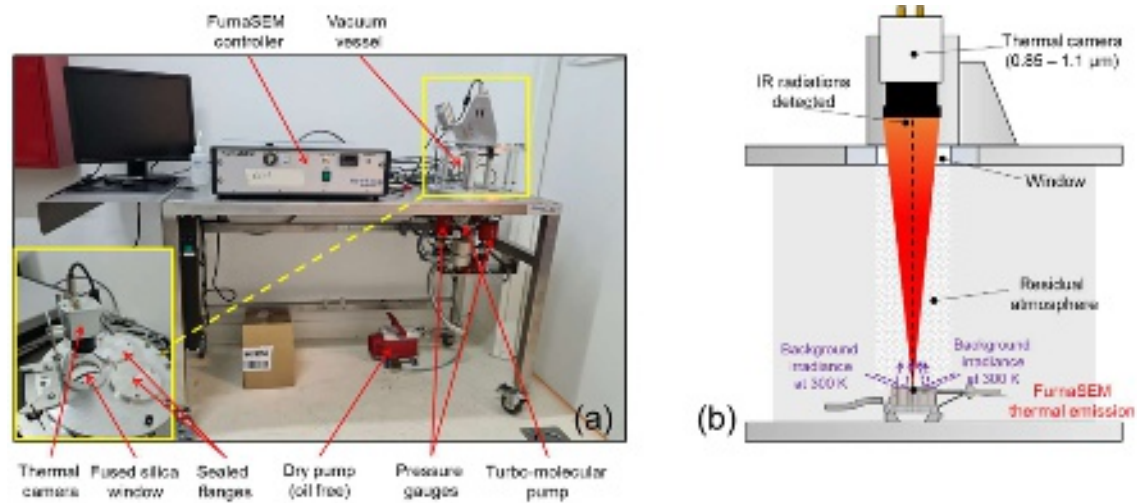 FurnaSEM
controller
Vacuum
vessel
(a)
Thermal
camera
Fused silica
window
Sealed
flanges
Dry pump
(oil free)
Pressure
gauges
Turbo-molecular
pump
Thermal camera
(0.85 – 1.1 µm)
IR radiations
detected
Window
Residual
atmosphere
Background
irradiance
at 300 K
Background
irradiance
at 300 K
FurnaSEM
thermal emission
(b)